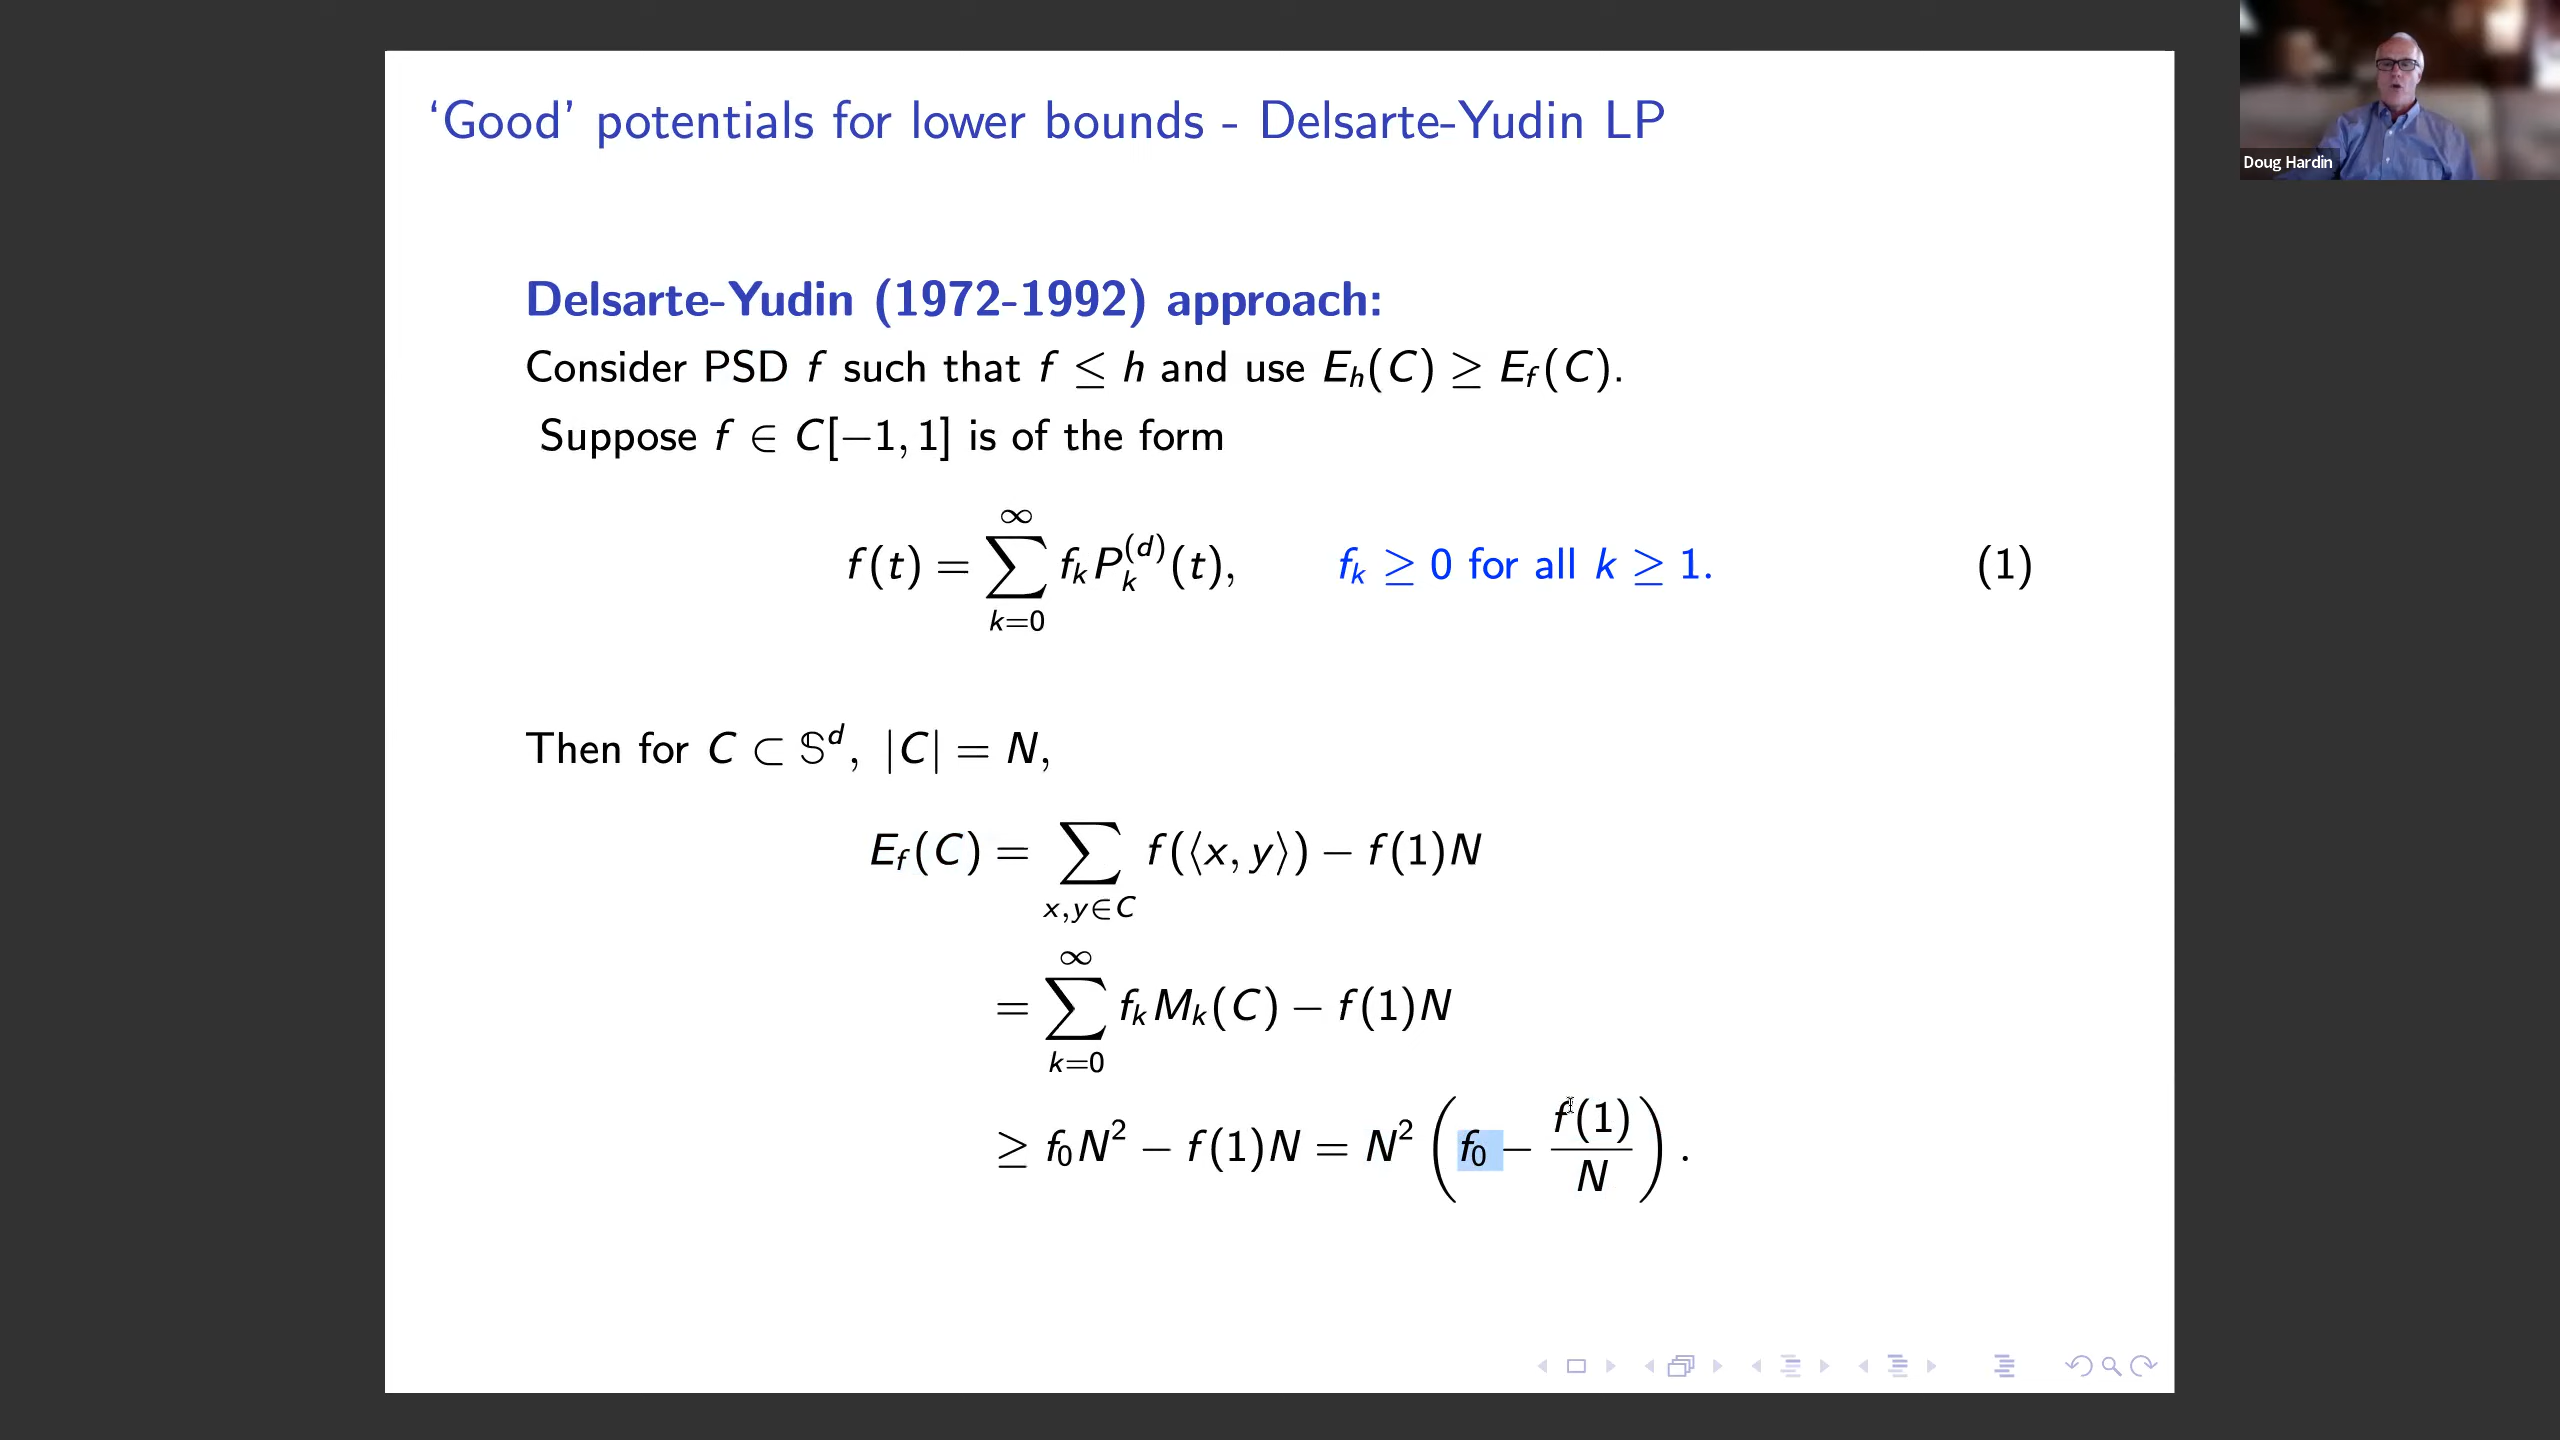 ‘Good’ potentials for lower bounds - Delsarte-Yudin LP
Doug Hardin
Delsarte-Yudin (1972-1992) approach:
Consider PSD f such that f ≤ h and use E_h(C) ≥ E_f(C).
Suppose f ∈ C[−1, 1] is of the form
f(t) = ∑_{k=0}^{∞} f_k P_k^{(d)}(t), f_k ≥ 0 for all k ≥ 1. (1)
Then for C ⊂ 𝕊^d, |C| = N,
E_f(C) = ∑_{x,y∈C} f(⟨x, y⟩) − f(1)N
= ∑_{k=0}^{∞} f_k M_k(C) − f(1)N
≥ f_0 N^2 − f(1)N = N^2 (f_0 − f(1)/N).